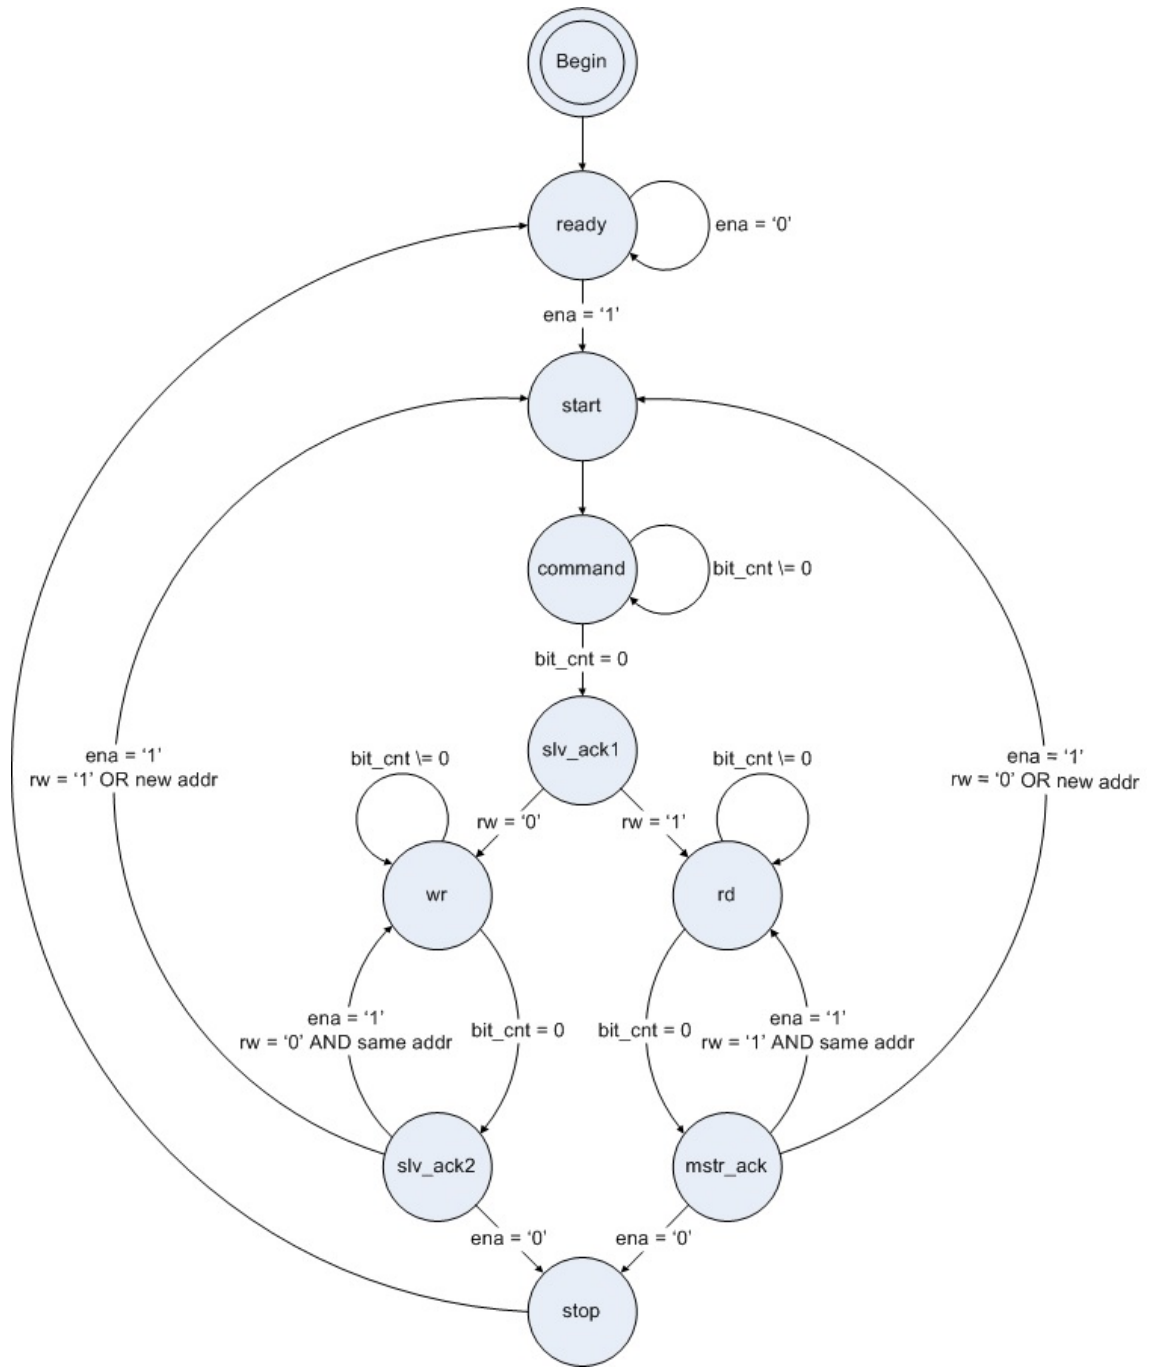 Begin
ready
ena = ‘0’
ena = ‘1’
start
command
bit_cnt \= 0
bit_cnt = 0
slv_ack1
ena = ‘1’
rw = ‘1’ OR new addr
bit_cnt \= 0
bit_cnt \= 0
ena = ‘1’
rw = ‘0’ OR new addr
rw = ‘0’
rw = ‘1’
wr
rd
ena = ‘1’
rw = ‘0’ AND same addr
bit_cnt = 0
bit_cnt = 0
ena = ‘1’
rw = ‘1’ AND same addr
slv_ack2
mstr_ack
ena = ‘0’
ena = ‘0’
stop